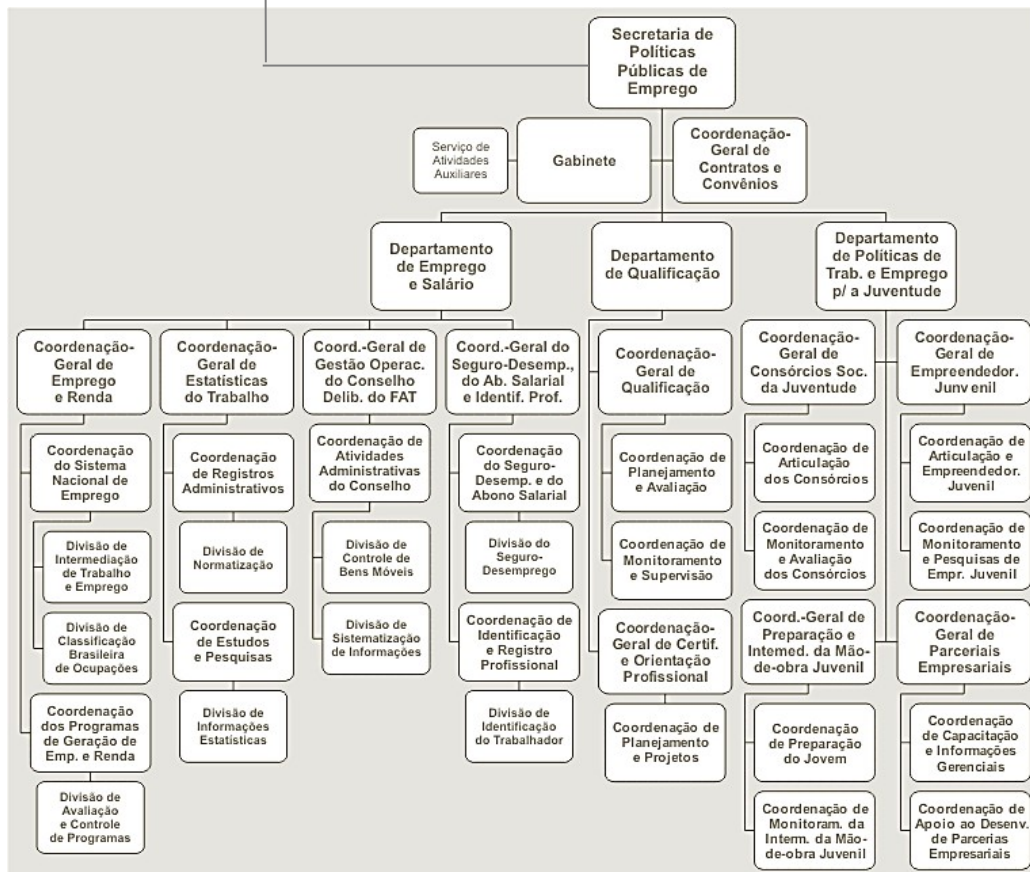 Secretaria de
Políticas
Públicas de
Emprego
Serviço de
Atividades
Auxiliares
Gabinete
Coordenação-
Geral de
Contratos e
Convênios
Departamento
de Emprego
e Salário
Departamento
de Qualificação
Departamento
de Políticas de
Trab. e Emprego
p/ a Juventude
Coordenação-
Geral de
Emprego
e Renda
Coordenação-
Geral de
Estatísticas
do Trabalho
Coord.-Geral de
Gestão Operac.
do Conselho
Delib. do FAT
Coord.-Geral do
Seguro-Desemp.,
do Ab. Salarial
e Identif. Prof.
Coordenação-
Geral de
Qualificação
Coordenação-
Geral de
Consórcios Soc.
da Juventude
Coordenação-
Geral de
Empreendedor.
Junvenil
Coordenação
do Sistema
Nacional de
Emprego
Coordenação
de Registros
Administrativos
Coordenação de
Atividades
Administrativas
do Conselho
Coordenação
do Seguro-
Desemp. e do
Abono Salarial
Coordenação de
Planejamento
e Avaliação
Coordenação de
Articulação
dos Consórcios
Coordenação de
Articulação e
Empreendedor.
Juvenil
Divisão de
Intermediação
de Trabalho
e Emprego
Divisão de
Normatização
Divisão de
Controle de
Bens Móveis
Divisão do
Seguro-
Desemprego
Coordenação de
Monitoramento
e Supervisão
Coordenação de
Monitoramento
e Avaliação
dos Consórcios
Coordenação de
Monitoramento
e Pesquisas de
Empr. Juvenil
Divisão de
Classificação
Brasileira
de Ocupações
Coordenação
de Estudos
e Pesquisas
Divisão de
Sistematização
de Informações
Coordenação de
Identificação
e Registro
Profissional
Coordenação-
Geral de Certif.
e Orientação
Profissional
Coord.-Geral de
Preparação e
Intemed. da Mão-
de-obra Juvenil
Coordenação-
Geral de
Parceriais
Empresariais
Coordenação
dos Programas
de Geração de
Emp. e Renda
Divisão de
Informações
Estatísticas
Divisão de
Identificação
do Trabalhador
Coordenação de
Planejamento
e Projetos
Coordenação
de Preparação
do Jovem
Coordenação
de Capacitação
e Informações
Gerenciais
Divisão de
Avaliação
e Controle
de Programas
Coordenação de
Monitoram. da
Interm. da Mão-
de-obra Juvenil
Coordenação de
Apoio ao Desenv.
de Parcerias
Empresariais